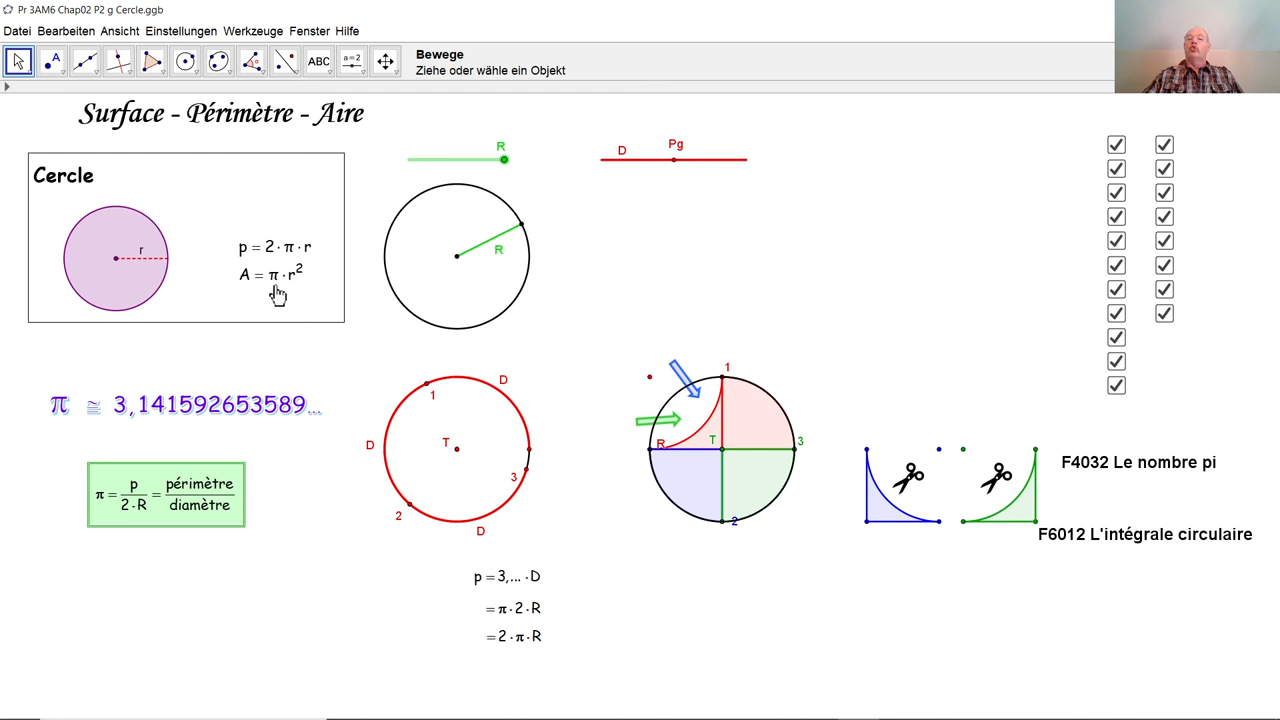 Pr 3AM6 Chap02 P2 g Cercle.ggb
Datei Bearbeiten Ansicht Einstellungen Werkzeuge Fenster Hilfe
A
ABC
a=2
Bewege
Ziehe oder wähle ein Objekt
Surface - Périmètre - Aire
Cercle
r
p = 2 · π · r
A = π · r²
R
R
D Pg
π ≅ 3,141592653589...
π = p / 2·R = périmètre / diamètre
D
1
D
T
3
2
D
p = 3,... · D
= π · 2 · R
= 2 · π · R
1
R
T
3
2
F4032 Le nombre pi
F6012 L'intégrale circulaire